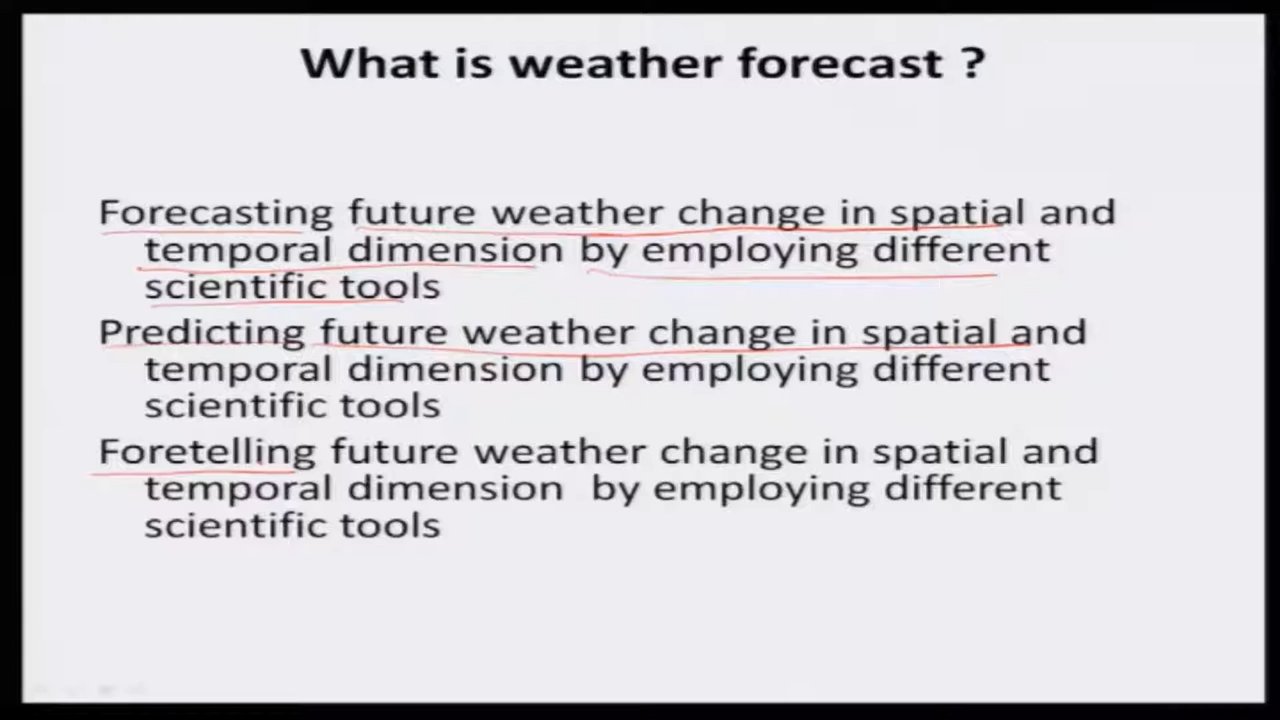 What is weather forecast ?
Forecasting future weather change in spatial and
temporal dimension by employing different
scientific tools
Predicting future weather change in spatial and
temporal dimension by employing different
scientific tools
Foretelling future weather change in spatial and
temporal dimension by employing different
scientific tools